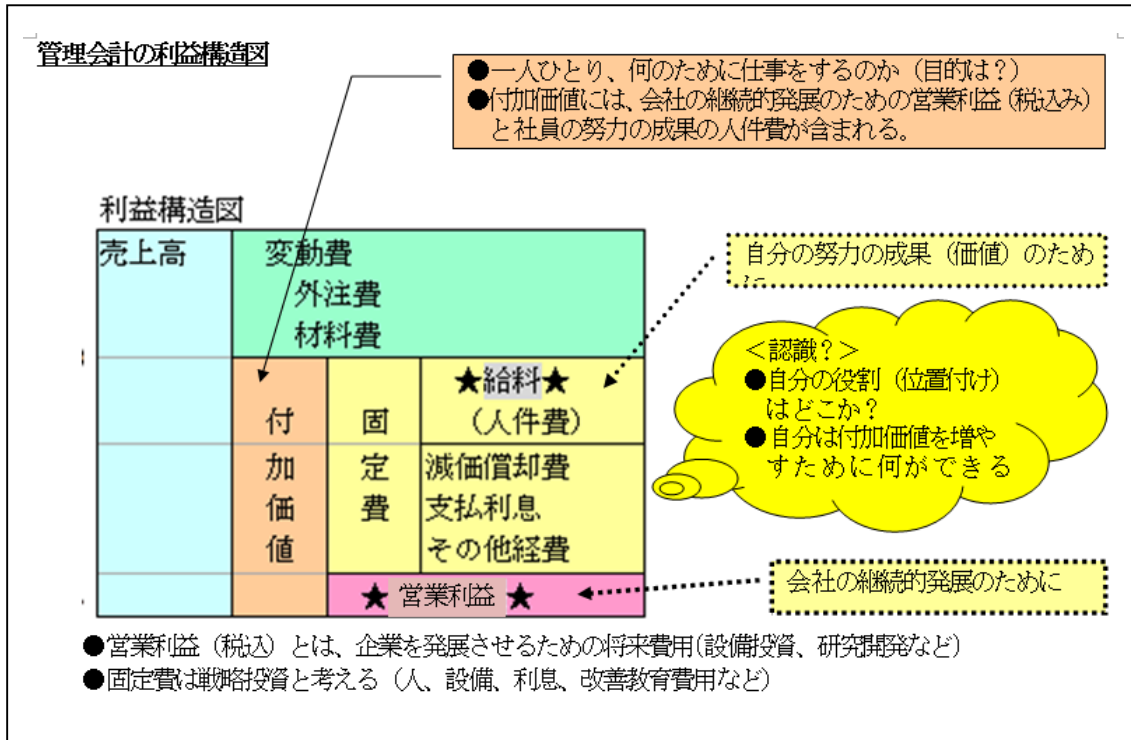 管理会計の利益構造図
●一人ひとり、何のために仕事をするのか（目的は？）
●付加価値には、会社の継続的発展のための営業利益（税込み）
と社員の努力の成果の人件費が含まれる。
利益構造図
売上高
変動費
外注費
材料費
自分の努力の成果（価値）のため
★給料★
（人件費）
付加価値
固定費
減価償却費
支払利息
その他経費
＜認識？＞
●自分の役割（位置付け）
はどこか？
●自分は付加価値を増や
すために何ができる
★ 営業利益 ★
会社の継続的発展のために
●営業利益（税込）とは、企業を発展させるための将来費用(設備投資、研究開発など）
●固定費は戦略投資と考える（人、設備、利息、改善教育費用など）